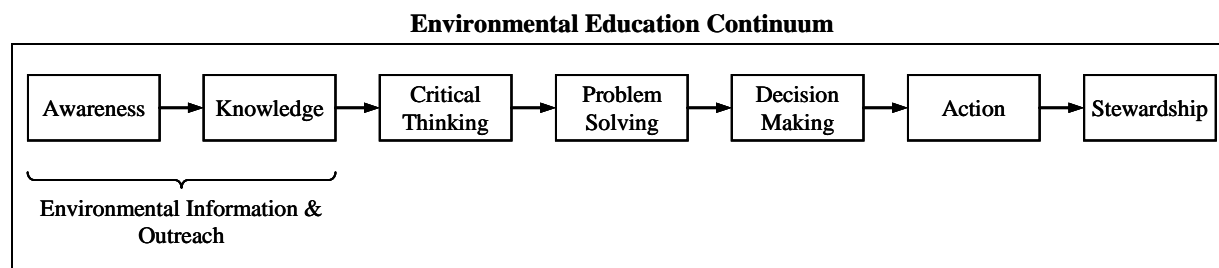 Environmental Education Continuum
Awareness
Knowledge
Critical
Thinking
Problem
Solving
Decision
Making
Action
Stewardship
Environmental Information &
Outreach